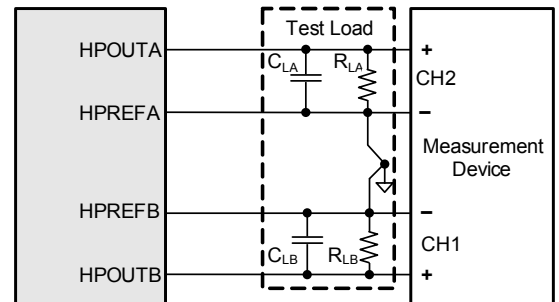 Test Load
HPOUTA
C_LA
R_LA
+
CH2
HPREFA
−
Measurement
Device
HPREFB
−
C_LB
R_LB
CH1
HPOUTB
+